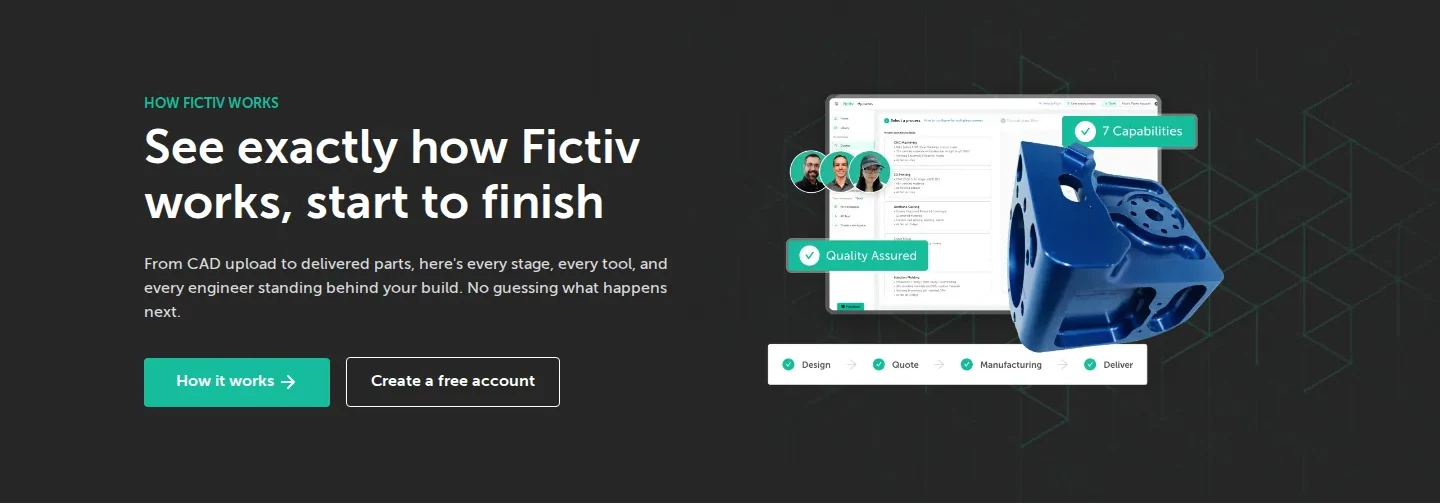 HOW FICTIV WORKS
See exactly how Fictiv
works, start to finish
From CAD upload to delivered parts, here's every stage, every tool, and
every engineer standing behind your build. No guessing what happens
next.
How it works →
Create a free account
7 Capabilities
Select a process
Quality Assured
Design → Quote → Manufacturing → Deliver